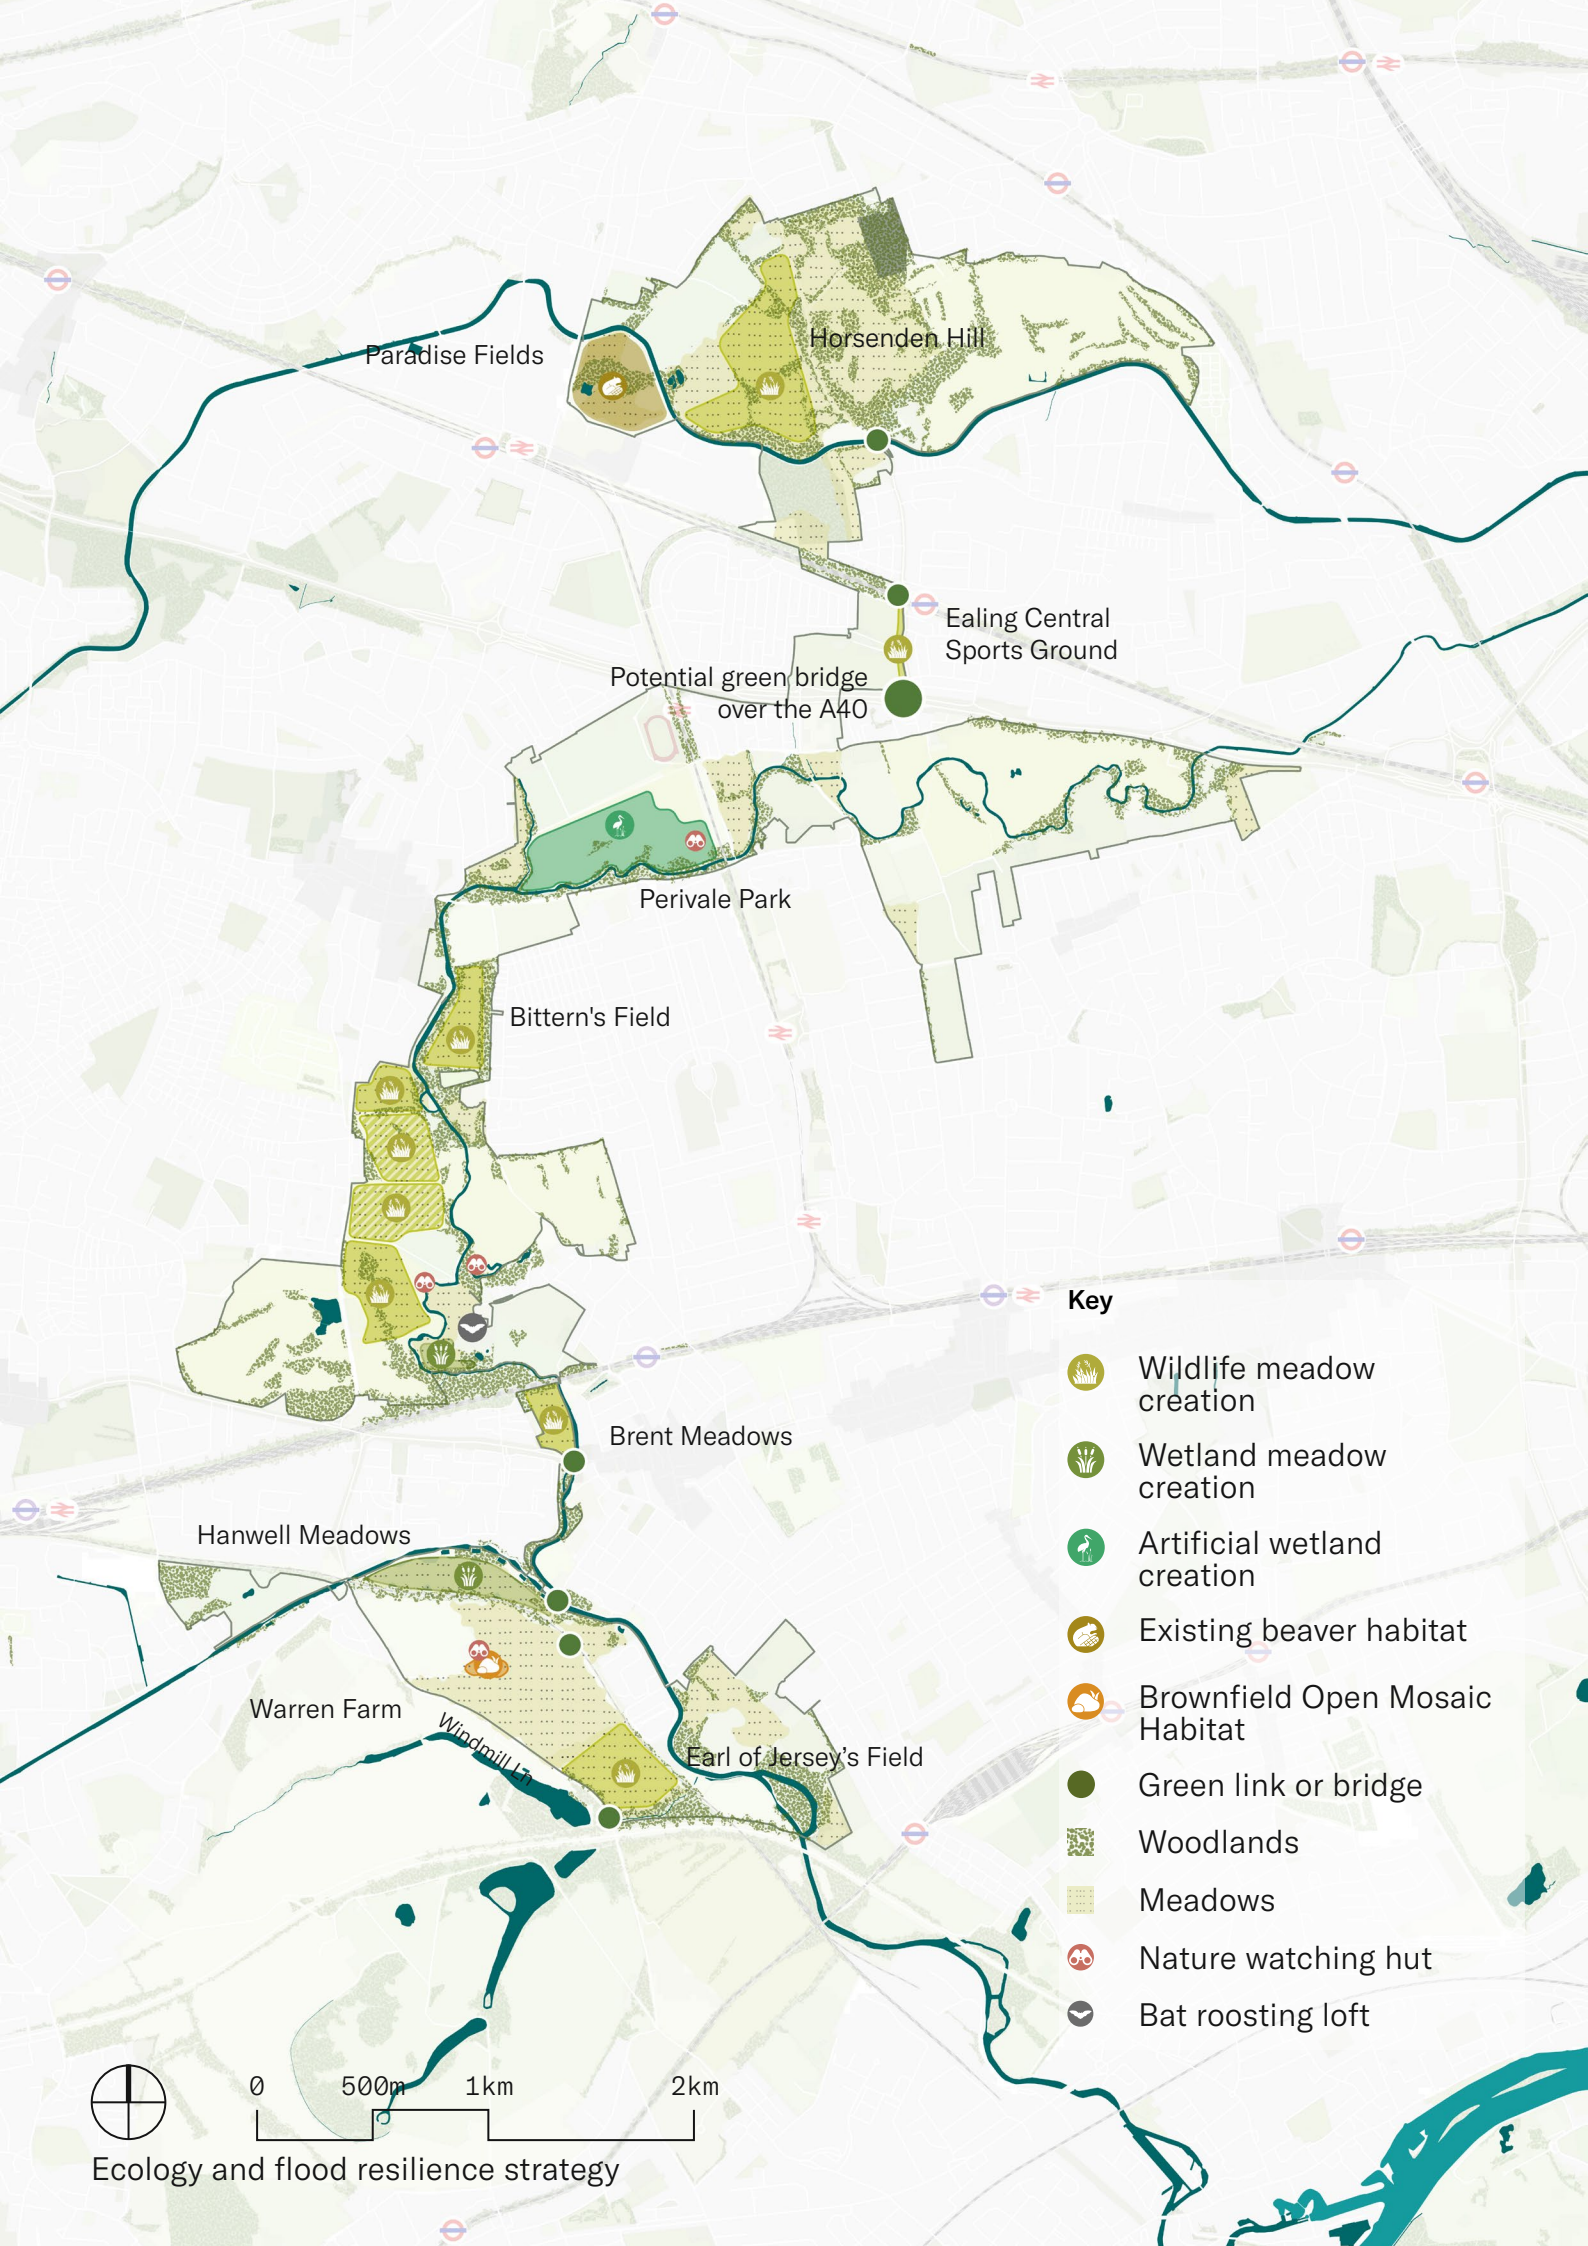 Horsenden Hill
Paradise Fields
Ealing Central
Sports Ground
Potential green bridge
over the A40
Perivale Park
Bittern's Field
Brent Meadows
Hanwell Meadows
Warren Farm
Windmill Ln
Earl of Jersey’s Field
Key
Wildlife meadow
creation
Wetland meadow
creation
Artificial wetland
creation
Existing beaver habitat
Brownfield Open Mosaic
Habitat
Green link or bridge
Woodlands
Meadows
Nature watching hut
Bat roosting loft
0 500m 1km 2km
Ecology and flood resilience strategy